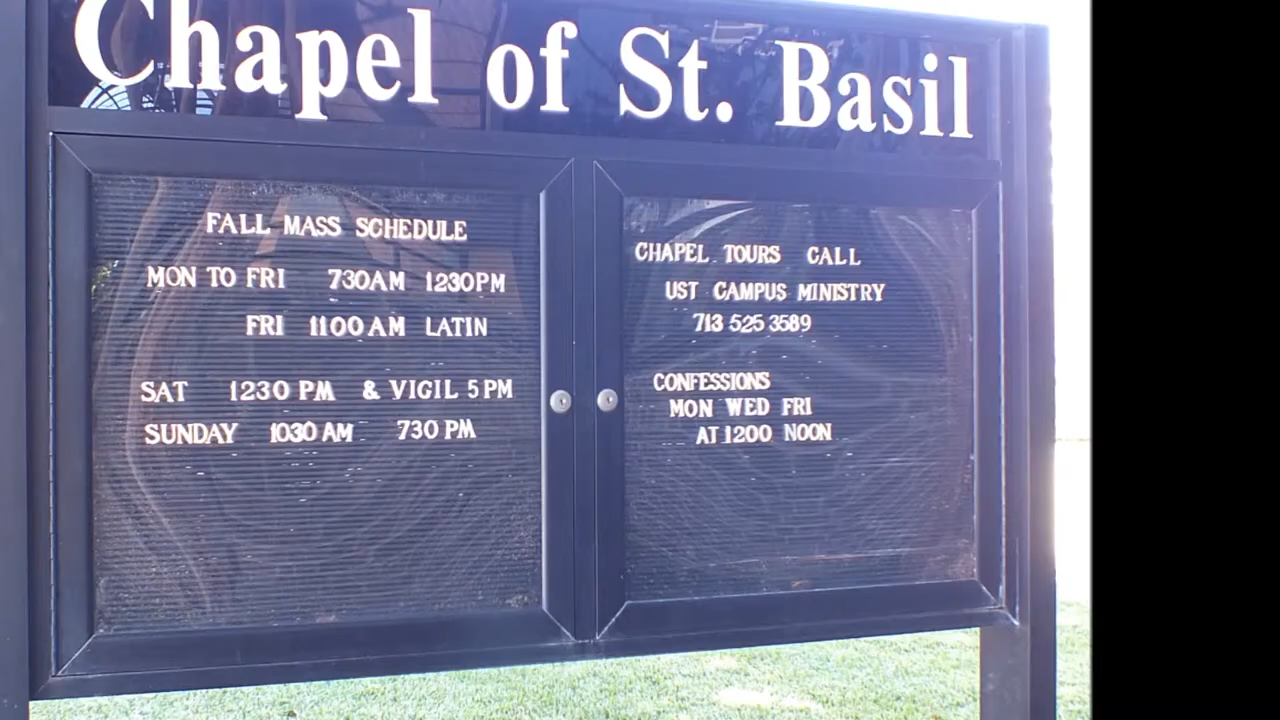 Chapel of St. Basil
FALL MASS SCHEDULE
MON TO FRI 730AM 1230PM
FRI 1100 AM LATIN
SAT 1230 PM & VIGIL 5 PM
SUNDAY 1030 AM 730 PM
CHAPEL TOURS CALL
UST CAMPUS MINISTRY
713 525 3589
CONFESSIONS
MON WED FRI
AT 1200 NOON